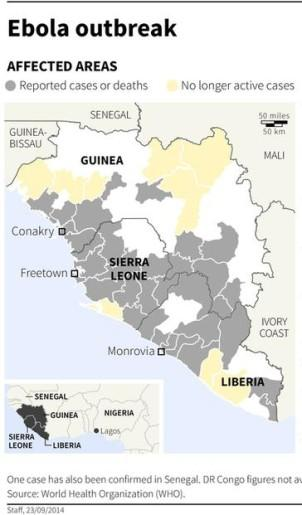 Ebola outbreak
AFFECTED AREAS
Reported cases or deaths
No longer active cases
SENEGAL
50 miles
50 km
GUINEA-
BISSAU
GUINEA
MALI
Conakry
SIERRA
LEONE
Freetown
IVORY
COAST
Monrovia
LIBERIA
SENEGAL
GUINEA
NIGERIA
Lagos
SIERRA
LEONE
LIBERIA
One case has also been confirmed in Senegal. DR Congo figures not av
Source: World Health Organization (WHO).
Staff, 23/09/2014